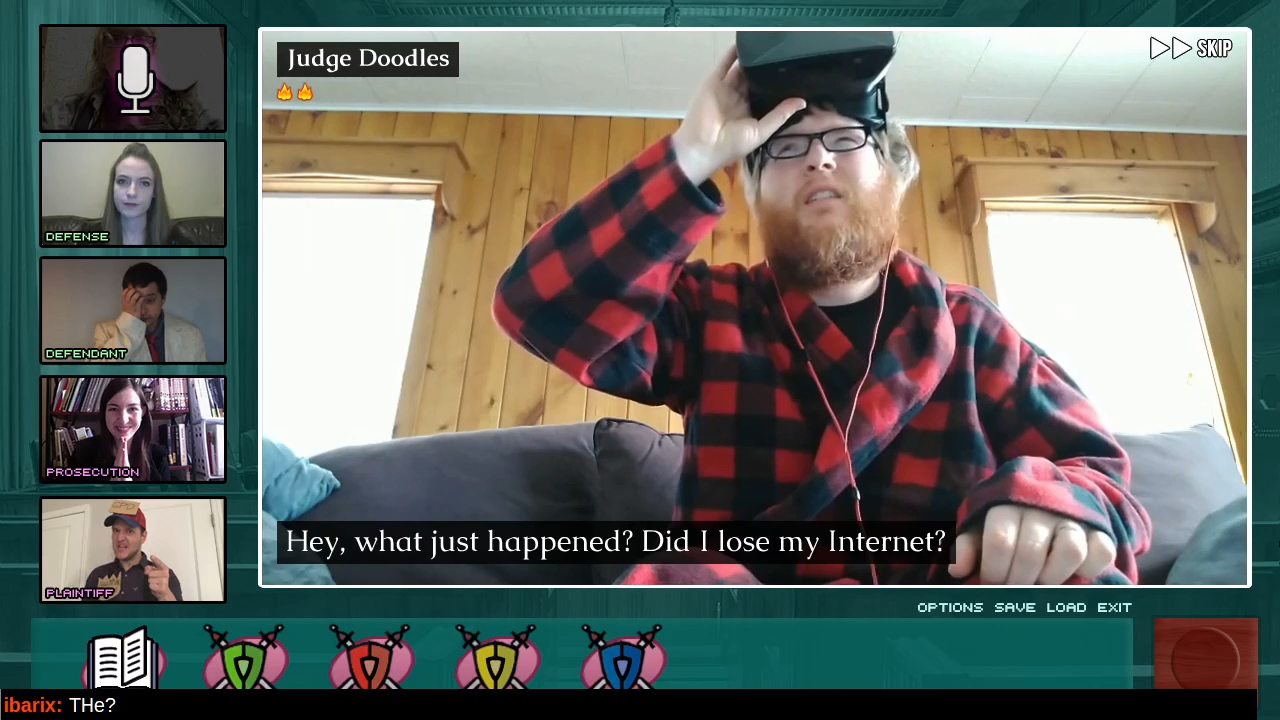 Judge Doodles
SKIP
DEFENSE
DEFENDANT
PROSECUTION
PLAINTIFF
Hey, what just happened? Did I lose my Internet?
OPTIONS SAVE LOAD EXIT
ibarix: THe?